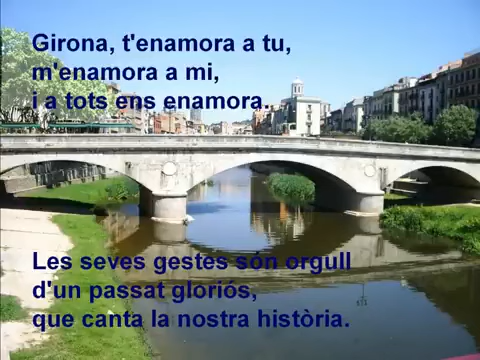 Girona, t'enamora a tu,
m'enamora a mi,
i a tots ens enamora.
Les seves gestes són orgull
d'un passat gloriós,
que canta la nostra història.